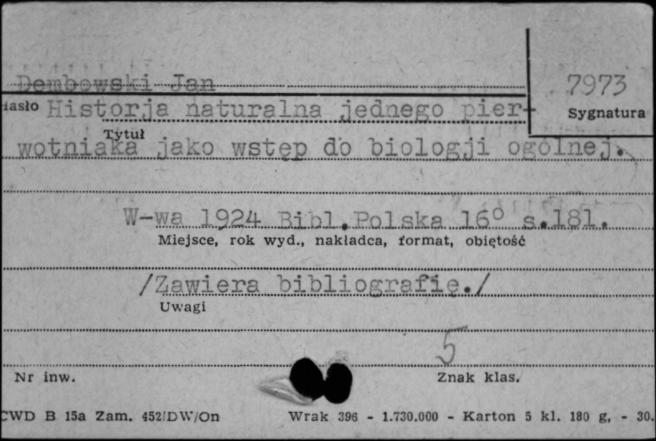 Dembowski Jan
7973
Hasło Historja naturalna jednego pier-
Sygnatura
Tytuł
wotniaka jako wstęp do biologji ogólnej.
W-wa 1924 Bibl.Polska 16° s.181.
Miejsce, rok wyd., nakładca, format, objętość
/Zawiera bibliografię./
Uwagi
5
Nr inw.
Znak klas.
CWD B 15a Zam. 452/DW/On Wrak 396 - 1.730.000 - Karton 5 kl. 180 g, - 30.